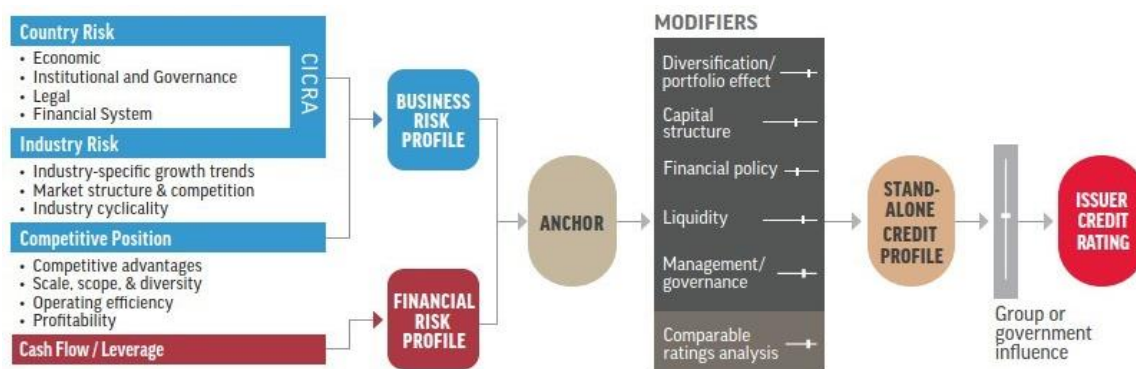 Country Risk
• Economic
• Institutional and Governance
• Legal
• Financial System
CICRA
Industry Risk
• Industry-specific growth trends
• Market structure & competition
• Industry cyclicality
Competitive Position
• Competitive advantages
• Scale, scope, & diversity
• Operating efficiency
• Profitability
Cash Flow / Leverage
BUSINESS
RISK
PROFILE
FINANCIAL
RISK
PROFILE
ANCHOR
MODIFIERS
Diversification/
portfolio effect
Capital
structure
Financial policy
Liquidity
Management/
governance
Comparable
ratings analysis
STAND-
ALONE
CREDIT
PROFILE
Group or
government
influence
ISSUER
CREDIT
RATING